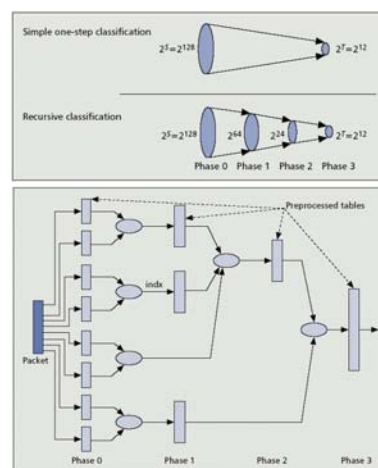 Simple one-step classification
2^S=2^128
2^T=2^12
Recursive classification
2^S=2^128
2^64
2^24
2^T=2^12
Phase 0 Phase 1 Phase 2 Phase 3
Preprocessed tables
indx
Packet
Phase 0 Phase 1 Phase 2 Phase 3